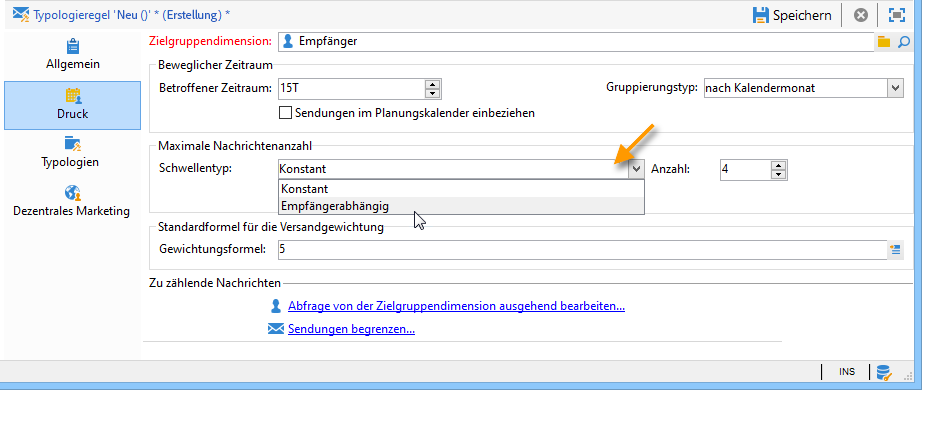 Typologieregel 'Neu ()' * (Erstellung) *
Speichern
Allgemein
Druck
Typologien
Dezentrales Marketing
Zielgruppendimension: Empfänger
Beweglicher Zeitraum
Betroffener Zeitraum: 15T
Gruppierungstyp: nach Kalendermonat
Sendungen im Planungskalender einbeziehen
Maximale Nachrichtenanzahl
Schwellentyp: Konstant
Anzahl: 4
Konstant
Empfängerabhängig
Standardformel für die Versandgewichtung
Gewichtungsformel: 5
Zu zählende Nachrichten
Abfrage von der Zielgruppendimension ausgehend bearbeiten...
Sendungen begrenzen...
INS